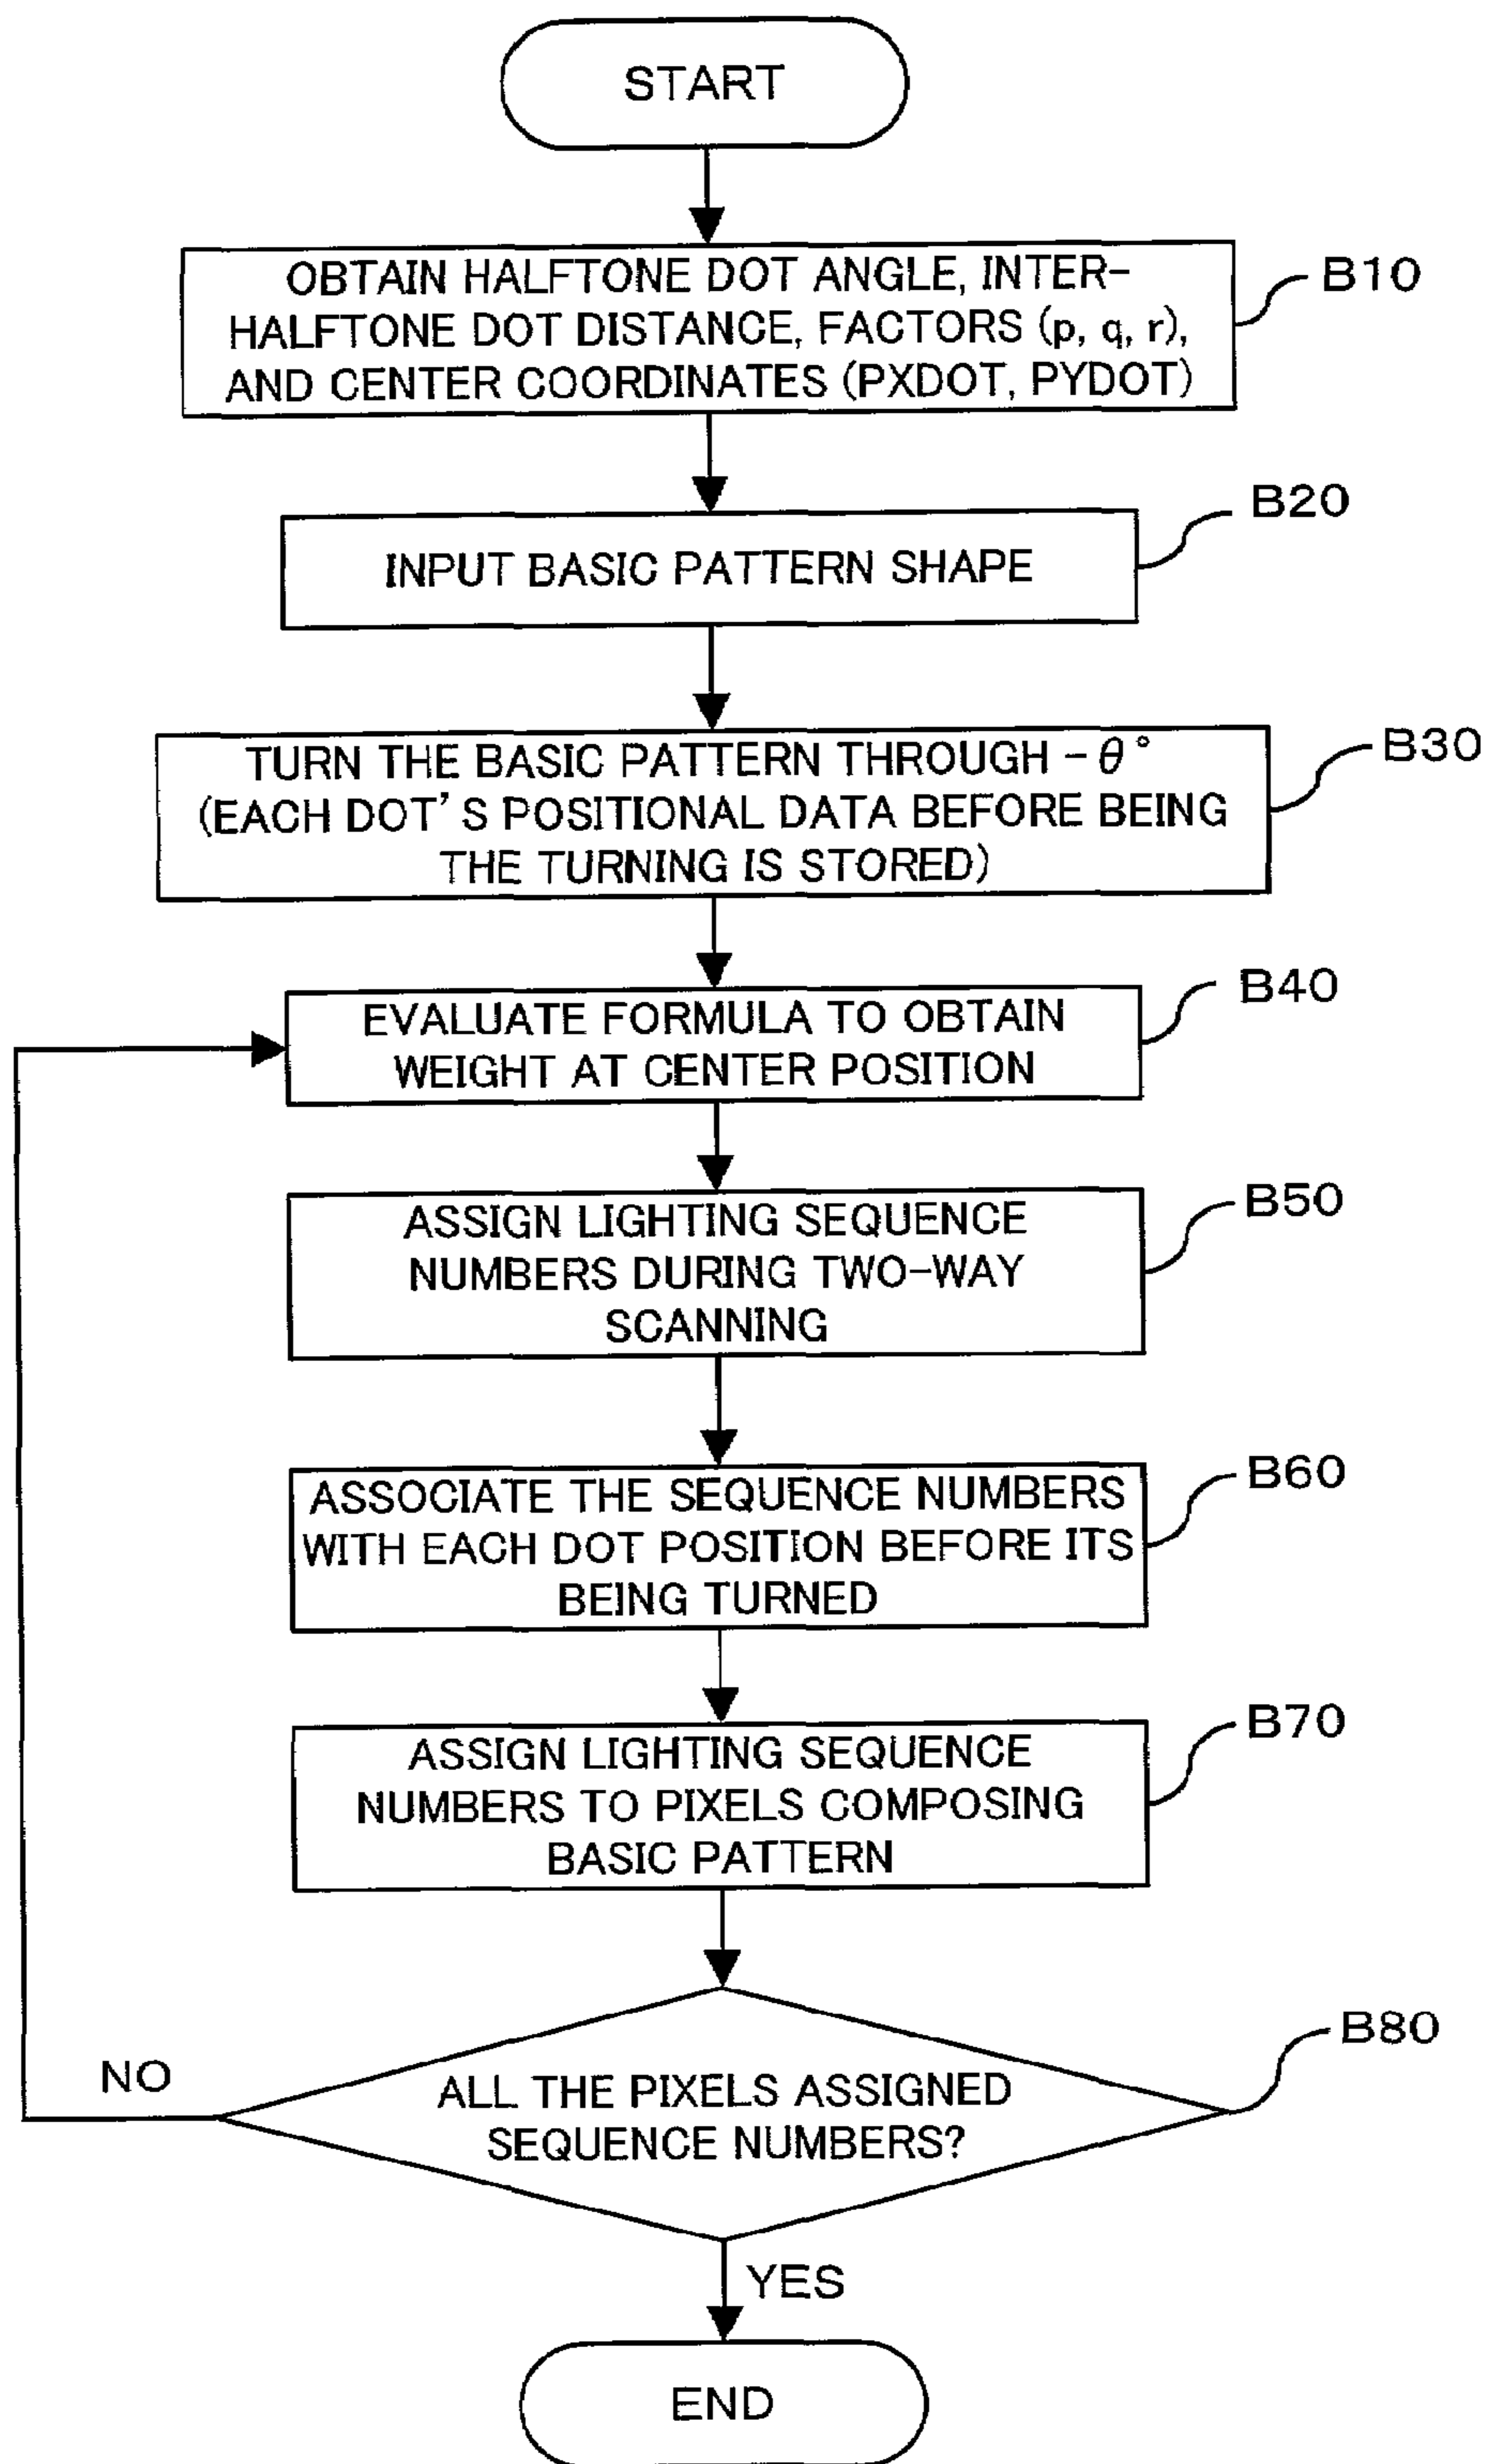 START
OBTAIN HALFTONE DOT ANGLE, INTER-
HALFTONE DOT DISTANCE, FACTORS (p, q, r),
AND CENTER COORDINATES (PXDOT, PYDOT)
B10
INPUT BASIC PATTERN SHAPE
B20
TURN THE BASIC PATTERN THROUGH -θ°
(EACH DOT'S POSITIONAL DATA BEFORE BEING
THE TURNING IS STORED)
B30
EVALUATE FORMULA TO OBTAIN
WEIGHT AT CENTER POSITION
B40
ASSIGN LIGHTING SEQUENCE
NUMBERS DURING TWO-WAY
SCANNING
B50
ASSOCIATE THE SEQUENCE NUMBERS
WITH EACH DOT POSITION BEFORE ITS
BEING TURNED
B60
ASSIGN LIGHTING SEQUENCE
NUMBERS TO PIXELS COMPOSING
BASIC PATTERN
B70
ALL THE PIXELS ASSIGNED
SEQUENCE NUMBERS?
B80
NO
YES
END